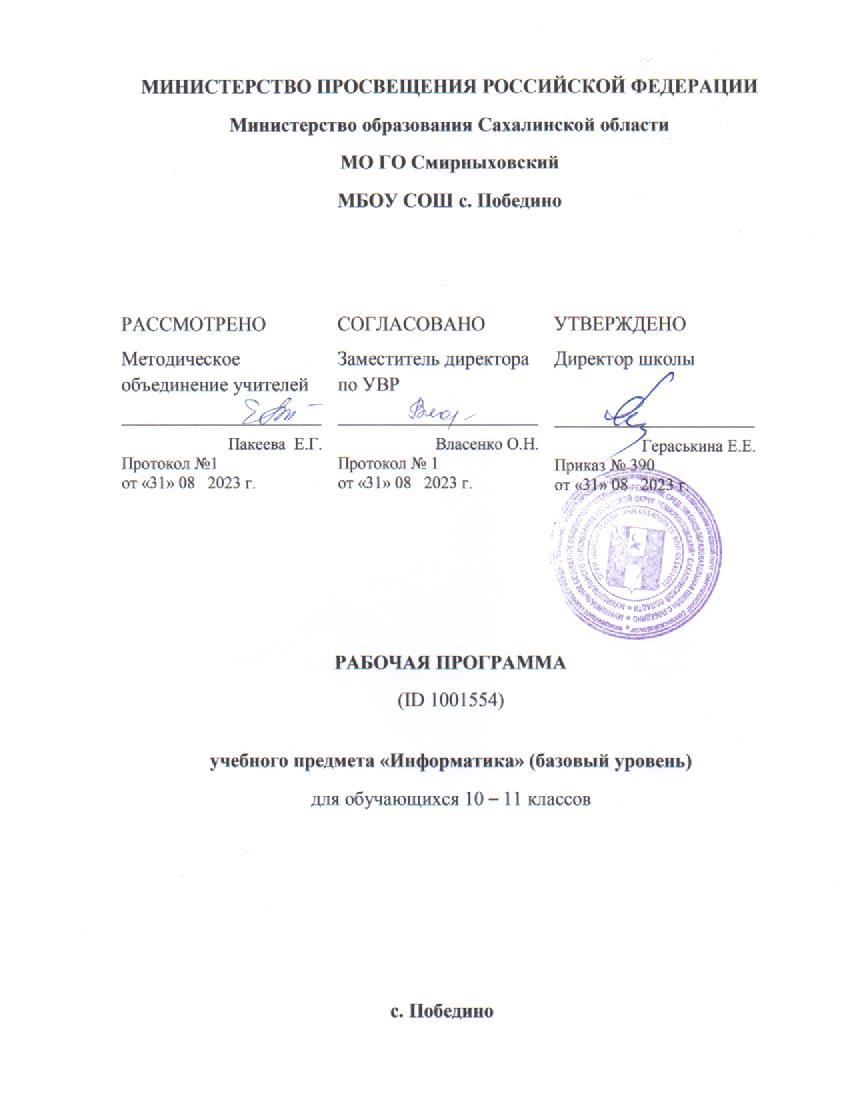 МИНИСТЕРСТВО ПРОСВЕЩЕНИЯ РОССИЙСКОЙ ФЕДЕРАЦИИ
Министерство образования Сахалинской области
МО ГО Смирныховский
МБОУ СОШ с. Победино
РАССМОТРЕНО
Методическое
объединение учителей
Пакеева Е.Г.
Протокол №1
от «31» 08 2023 г.
СОГЛАСОВАНО
Заместитель директора
по УВР
Власенко О.Н.
Протокол № 1
от «31» 08 2023 г.
УТВЕРЖДЕНО
Директор школы
Гераськина Е.Е.
Приказ № 390
от «31» 08 2023 г.
РАБОЧАЯ ПРОГРАММА
(ID 1001554)
учебного предмета «Информатика» (базовый уровень)
для обучающихся 10 – 11 классов
с. Победино